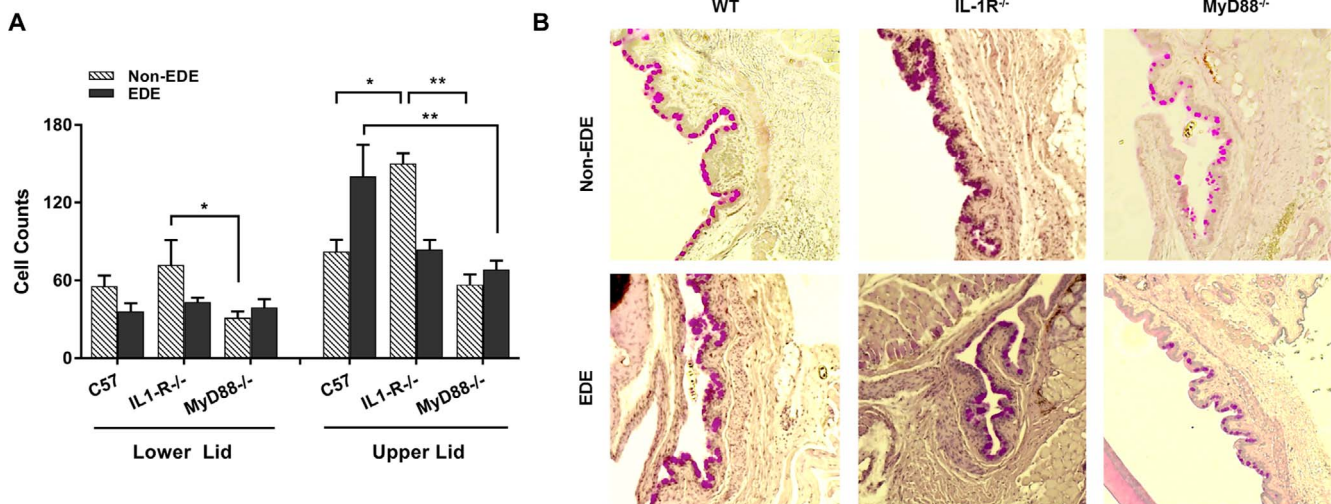 A
Non-EDE
EDE
* **
**
*
180
120
60
0
Cell Counts
C57
IL1-R-/-
MyD88-/-
C57
IL1-R-/-
MyD88-/-
Lower Lid
Upper Lid
B
WT
IL-1R-/-
MyD88-/-
Non-EDE
EDE